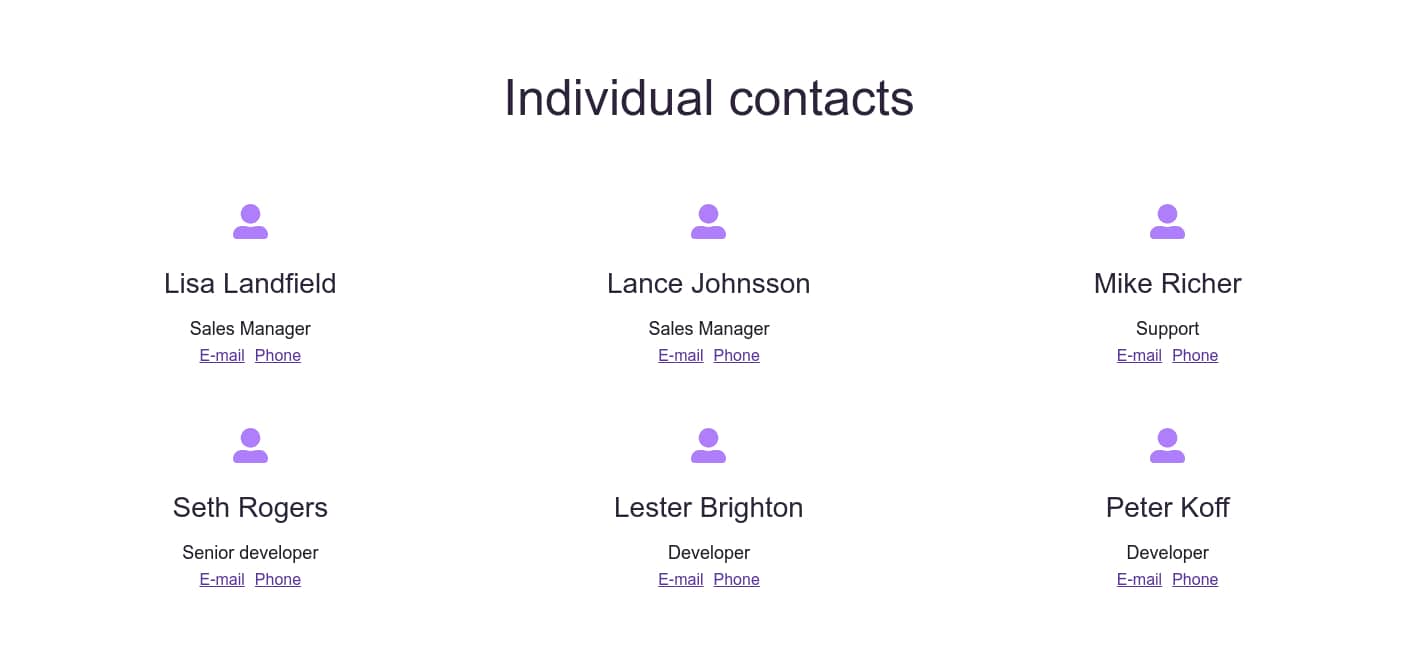 Individual contacts
Lisa Landfield
Sales Manager
E-mail Phone
Lance Johnsson
Sales Manager
E-mail Phone
Mike Richer
Support
E-mail Phone
Seth Rogers
Senior developer
E-mail Phone
Lester Brighton
Developer
E-mail Phone
Peter Koff
Developer
E-mail Phone